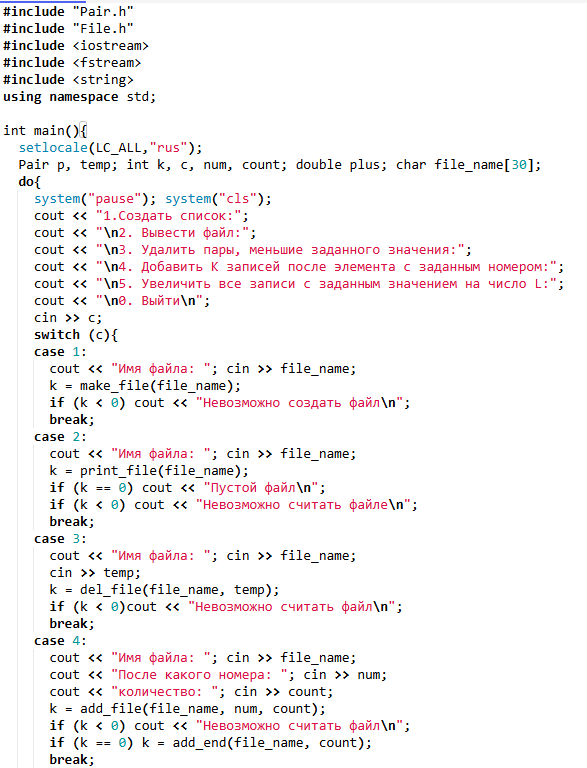 #include "Pair.h"
#include "File.h"
#include <iostream>
#include <fstream>
#include <string>
using namespace std;
int main(){
setlocale(LC_ALL,"rus");
Pair p, temp; int k, c, num, count; double plus; char file_name[30];
do{
system("pause"); system("cls");
cout << "1.Создать список:";
cout << "\n2. Вывести файл:";
cout << "\n3. Удалить пары, меньшие заданного значения:";
cout << "\n4. Добавить K записей после элемента с заданным номером:";
cout << "\n5. Увеличить все записи с заданным значением на число L:";
cout << "\n0. Выйти\n";
cin >> c;
switch (c){
case 1:
cout << "Имя файла: "; cin >> file_name;
k = make_file(file_name);
if (k < 0) cout << "Невозможно создать файл\n";
break;
case 2:
cout << "Имя файла: "; cin >> file_name;
k = print_file(file_name);
if (k == 0) cout << "Пустой файл\n";
if (k < 0) cout << "Невозможно считать файле\n";
break;
case 3:
cout << "Имя файла: "; cin >> file_name;
cin >> temp;
k = del_file(file_name, temp);
if (k < 0)cout << "Невозможно считать файл\n";
break;
case 4:
cout << "Имя файла: "; cin >> file_name;
cout << "После какого номера: "; cin >> num;
cout << "количество: "; cin >> count;
k = add_file(file_name, num, count);
if (k < 0) cout << "Невозможно считать файл\n";
if (k == 0) k = add_end(file_name, count);
break;